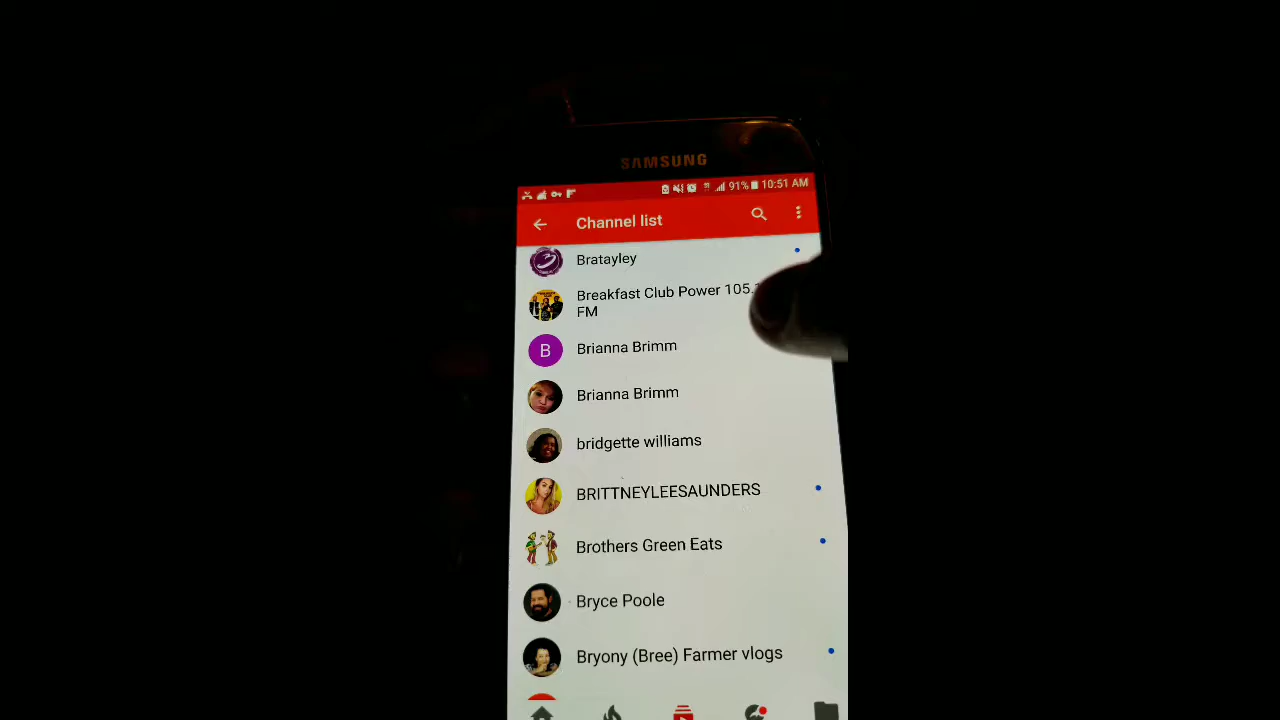 SAMSUNG
91% 10:51 AM
Channel list
Bratayley
Breakfast Club Power 105.
FM
B
Brianna Brimm
Brianna Brimm
bridgette williams
BRITTNEYLEESAUNDERS
Brothers Green Eats
Bryce Poole
Bryony (Bree) Farmer vlogs